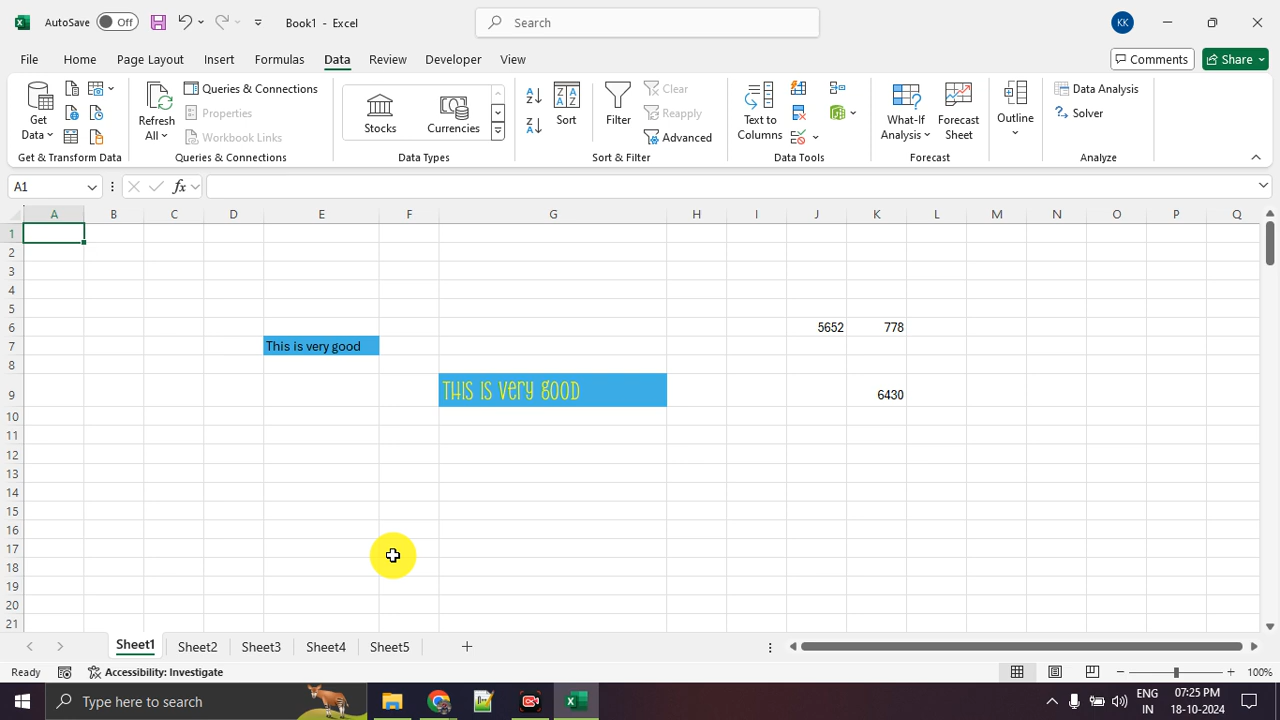 AutoSave Off Book1 - Excel Search KK
File Home Page Layout Insert Formulas Data Review View Developer View Comments Share
Get Data
Refresh All
Queries & Connections
Properties
Workbook Links
Stocks
Currencies
Sort
Filter
Clear
Reapply
Advanced
Text to Columns
What-If Analysis
Forecast Sheet
Outline
Data Analysis
Solver
Get & Transform Data Queries & Connections Data Types Sort & Filter Data Tools Forecast Analyze
A1 fx
A B C D E F G H I J K L M N O P Q
1
2
3
4
5
6 5652 778
7 This is very good
8
9 This is very good 6430
10
11
12
13
14
15
16
17
18
19
20
21
Sheet1 Sheet2 Sheet3 Sheet4 Sheet5
Ready Accessibility: Investigate 100%
Type here to search
ENG
IN
07:25 PM
18-10-2024